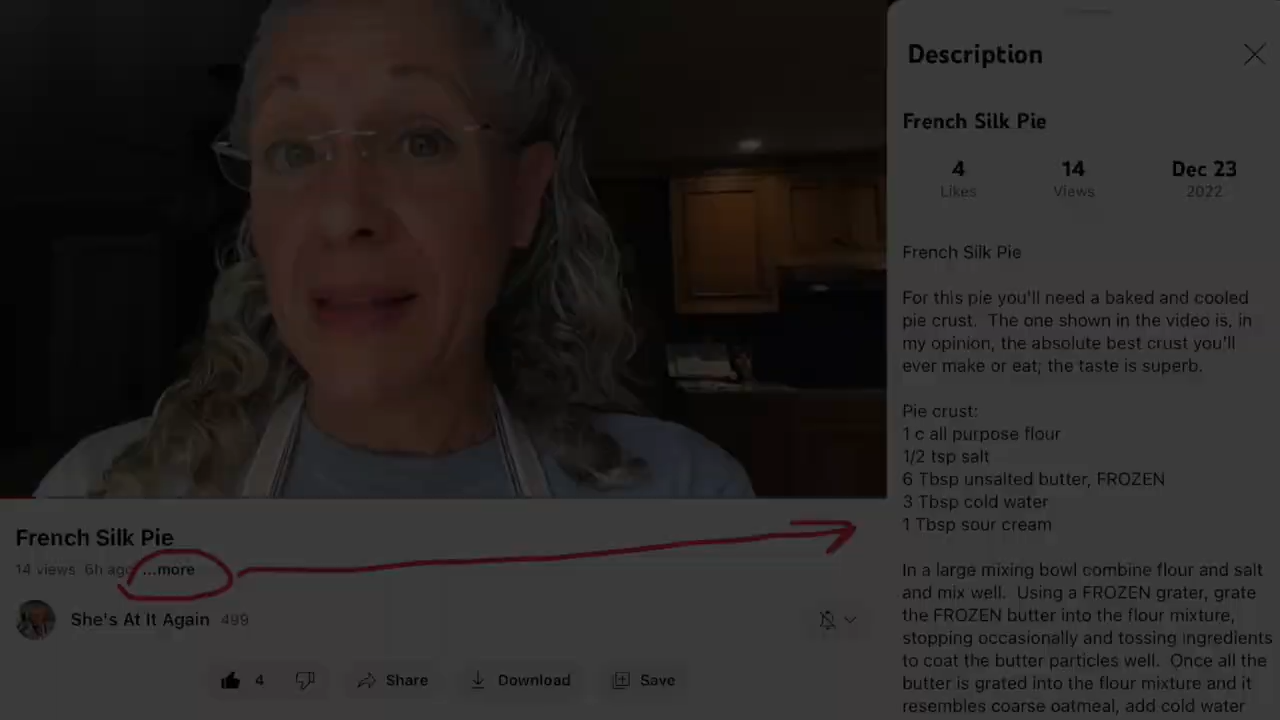 French Silk Pie
14 views 6h ago ...more
She's At It Again 499
4
Share
Download
Save
Description
French Silk Pie
4 14 Dec 23
Likes Views 2022
French Silk Pie
For this pie you'll need a baked and cooled
pie crust. The one shown in the video is, in
my opinion, the absolute best crust you'll
ever make or eat; the taste is superb.
Pie crust:
1 c all purpose flour
1/2 tsp salt
6 Tbsp unsalted butter, FROZEN
3 Tbsp cold water
1 Tbsp sour cream
In a large mixing bowl combine flour and salt
and mix well. Using a FROZEN grater, grate
the FROZEN butter into the flour mixture,
stopping occasionally and tossing ingredients
to coat the butter particles well. Once all the
butter is grated into the flour mixture and it
resembles coarse oatmeal, add cold water